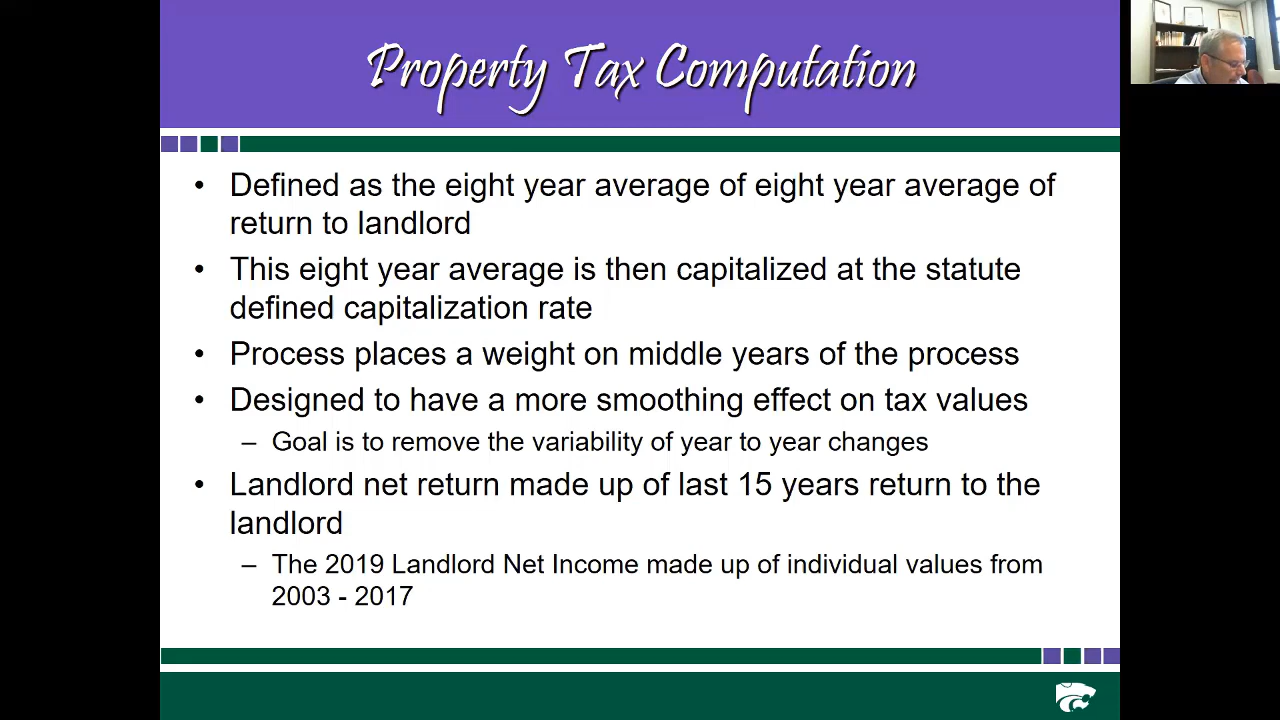 Property Tax Computation
• Defined as the eight year average of eight year average of
return to landlord
• This eight year average is then capitalized at the statute
defined capitalization rate
• Process places a weight on middle years of the process
• Designed to have a more smoothing effect on tax values
– Goal is to remove the variability of year to year changes
• Landlord net return made up of last 15 years return to the
landlord
– The 2019 Landlord Net Income made up of individual values from
2003 - 2017